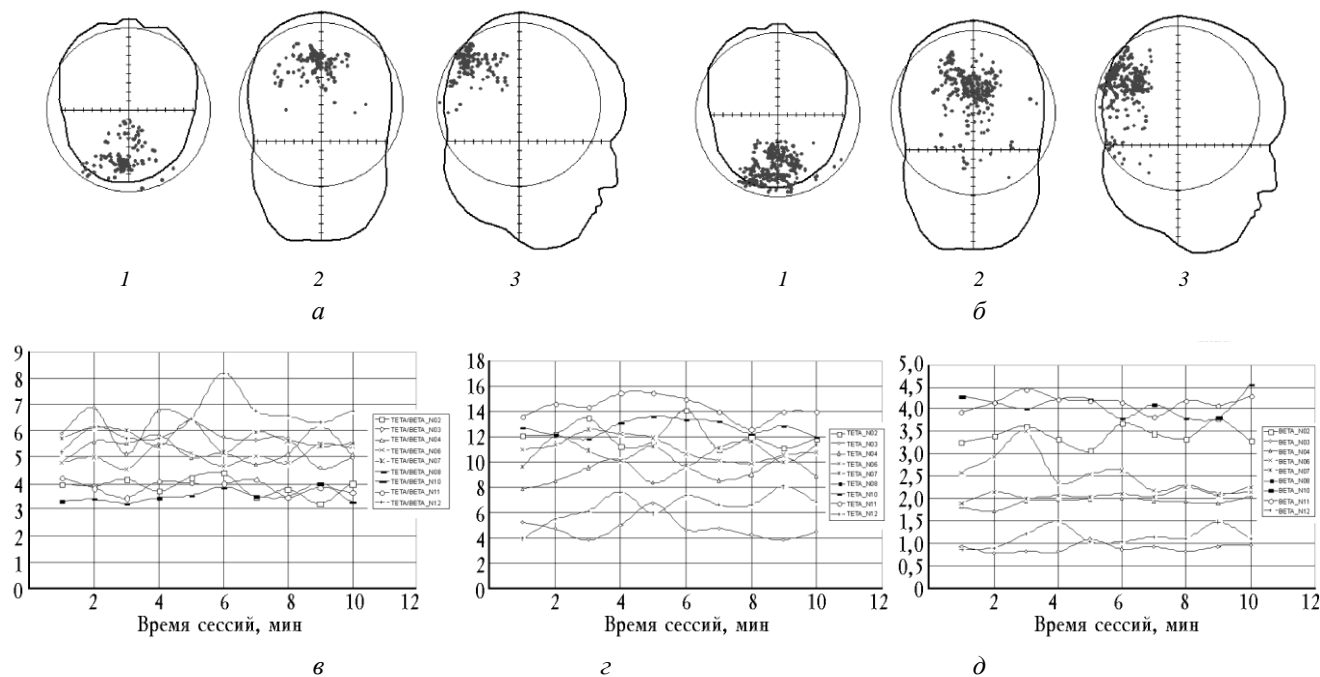 1 2 3 1 2 3
а б
9
8
7
6
5
4
3
2
1
0
2 4 6 8 10 12
Время сессий, мин
TETA/BETA_N02
TETA/BETA_N03
TETA/BETA_N04
TETA/BETA_N06
TETA/BETA_N07
TETA/BETA_N08
TETA/BETA_N10
TETA/BETA_N11
TETA/BETA_N12
в
18
16
14
12
10
8
6
4
2
0
2 4 6 8 10 12
Время сессий, мин
TETA_N02
TETA_N03
TETA_N04
TETA_N06
TETA_N07
TETA_N08
TETA_N10
TETA_N11
TETA_N12
г
5,0
4,5
4,0
3,5
3,0
2,5
2,0
1,5
1,0
0,5
0
2 4 6 8 10 12
Время сессий, мин
BETA_N02
BETA_N03
BETA_N04
BETA_N06
BETA_N07
BETA_N08
BETA_N10
BETA_N11
BETA_N12
д